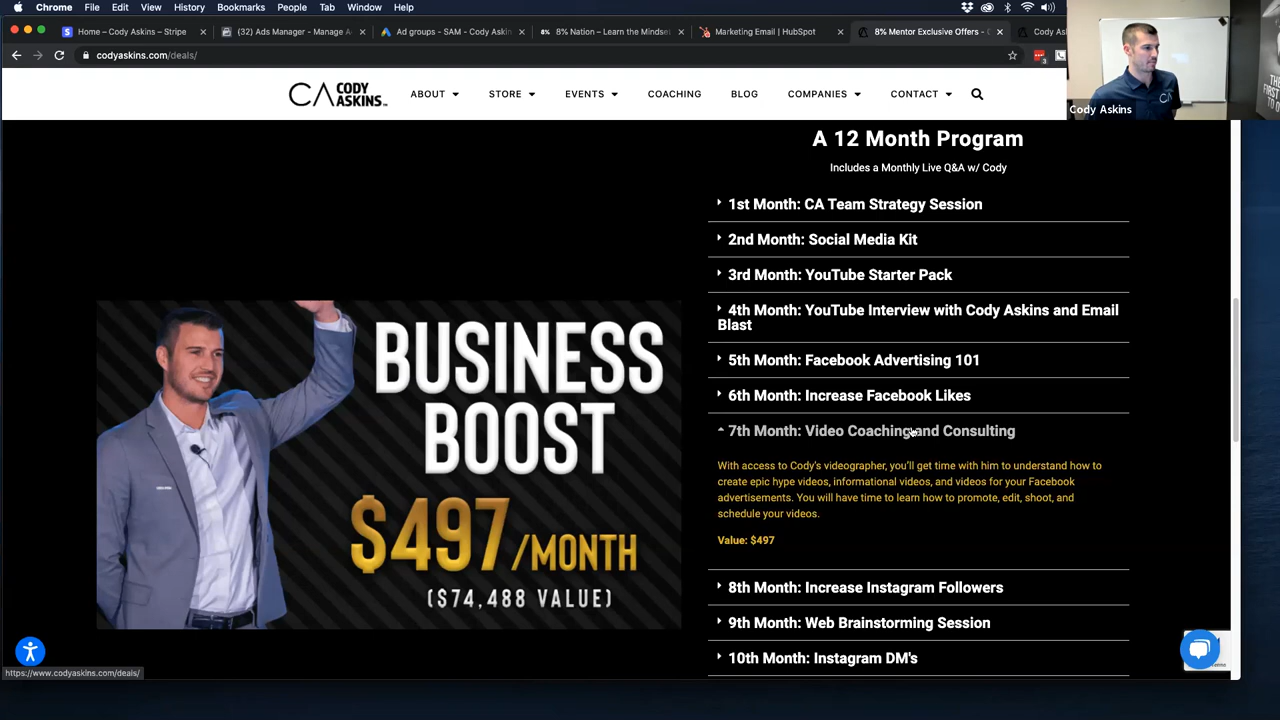 Chrome File Edit View History Bookmarks People Tab Window Help
Home – Cody Askins – Stripe
(32) Ads Manager - Manage A
Ad groups - SAM - Cody Askin
8% 8% Nation – Learn the Mindse
Marketing Email | HubSpot
8% Mentor Exclusive Offers -
Cody As
codyaskins.com/deals/
3
Cody Askins
CA CODY ASKINS
ABOUT STORE EVENTS COACHING BLOG COMPANIES CONTACT
A 12 Month Program
Includes a Monthly Live Q&A w/ Cody
1st Month: CA Team Strategy Session
2nd Month: Social Media Kit
3rd Month: YouTube Starter Pack
4th Month: YouTube Interview with Cody Askins and Email
Blast
5th Month: Facebook Advertising 101
6th Month: Increase Facebook Likes
7th Month: Video Coaching and Consulting
With access to Cody's videographer, you'll get time with him to understand how to
create epic hype videos, informational videos, and videos for your Facebook
advertisements. You will have time to learn how to promote, edit, shoot, and
schedule your videos.
Value: $497
8th Month: Increase Instagram Followers
9th Month: Web Brainstorming Session
10th Month: Instagram DM's
BUSINESS
BOOST
$497/MONTH
($74,488 VALUE)
https://www.codyaskins.com/deals/